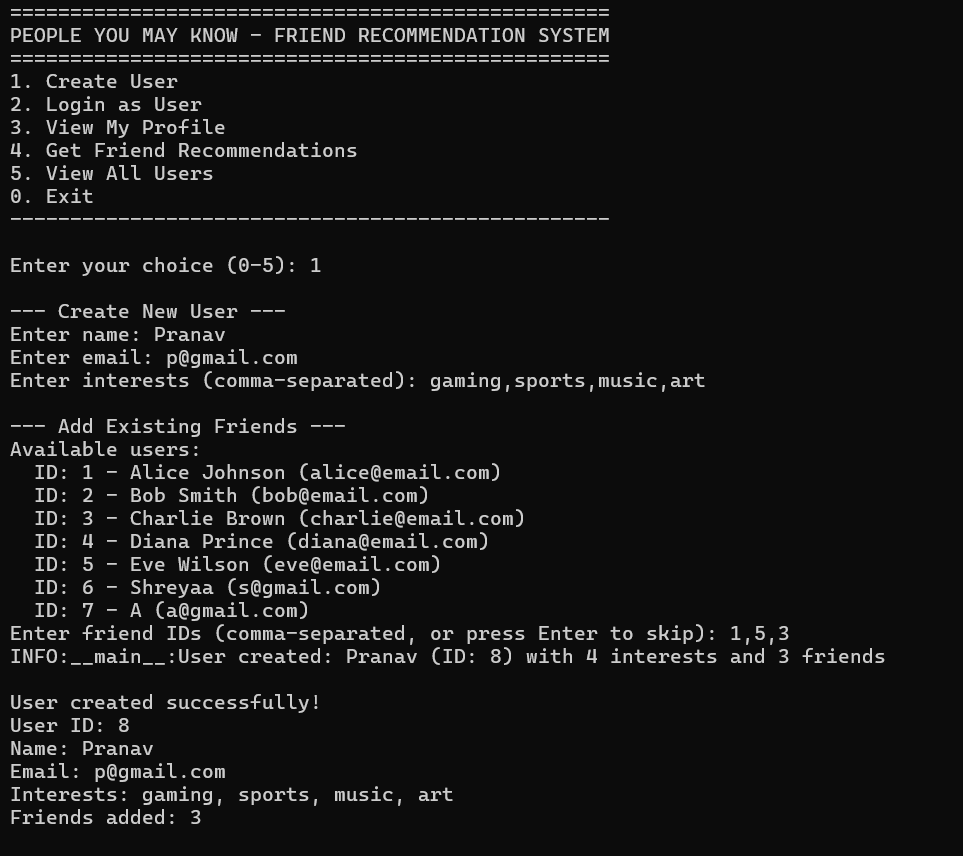 ==================================================
PEOPLE YOU MAY KNOW - FRIEND RECOMMENDATION SYSTEM
==================================================
1. Create User
2. Login as User
3. View My Profile
4. Get Friend Recommendations
5. View All Users
0. Exit
--------------------------------------------------
Enter your choice (0-5): 1
--- Create New User ---
Enter name: Pranav
Enter email: p@gmail.com
Enter interests (comma-separated): gaming,sports,music,art
--- Add Existing Friends ---
Available users:
  ID: 1 - Alice Johnson (alice@email.com)
  ID: 2 - Bob Smith (bob@email.com)
  ID: 3 - Charlie Brown (charlie@email.com)
  ID: 4 - Diana Prince (diana@email.com)
  ID: 5 - Eve Wilson (eve@email.com)
  ID: 6 - Shreyaa (s@gmail.com)
  ID: 7 - A (a@gmail.com)
Enter friend IDs (comma-separated, or press Enter to skip): 1,5,3
INFO:__main__:User created: Pranav (ID: 8) with 4 interests and 3 friends
User created successfully!
User ID: 8
Name: Pranav
Email: p@gmail.com
Interests: gaming, sports, music, art
Friends added: 3